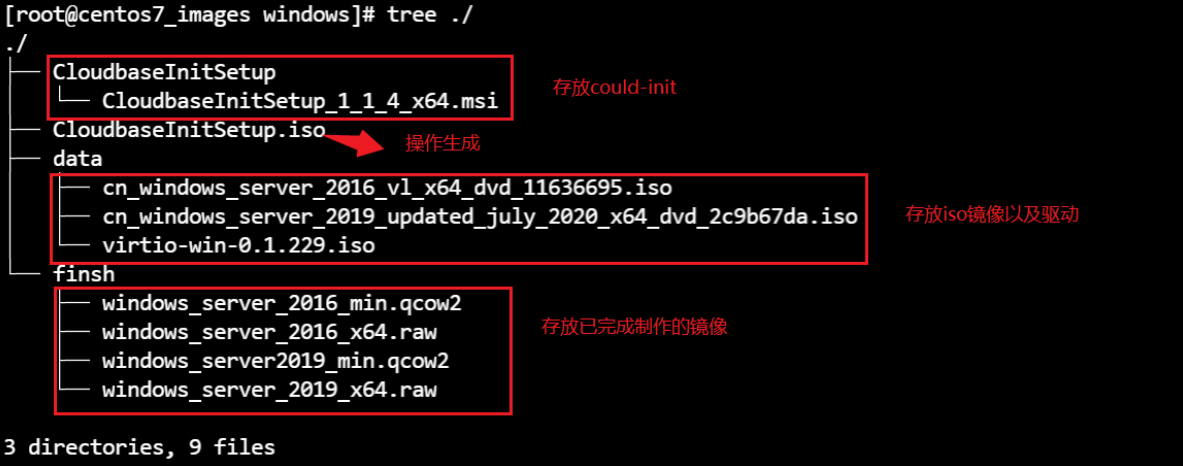 [root@centos7_images windows]# tree ./
./
├── CloudbaseInitSetup
│   └── CloudbaseInitSetup_1_1_4_x64.msi
存放could-init
├── CloudbaseInitSetup.iso
操作生成
├── data
│   ├── cn_windows_server_2016_vl_x64_dvd_11636695.iso
│   ├── cn_windows_server_2019_updated_july_2020_x64_dvd_2c9b67da.iso
存放iso镜像以及驱动
│   └── virtio-win-0.1.229.iso
└── finsh
    ├── windows_server_2016_min.qcow2
    ├── windows_server_2016_x64.raw
存放已完成制作的镜像
    ├── windows_server2019_min.qcow2
    └── windows_server_2019_x64.raw
3 directories, 9 files